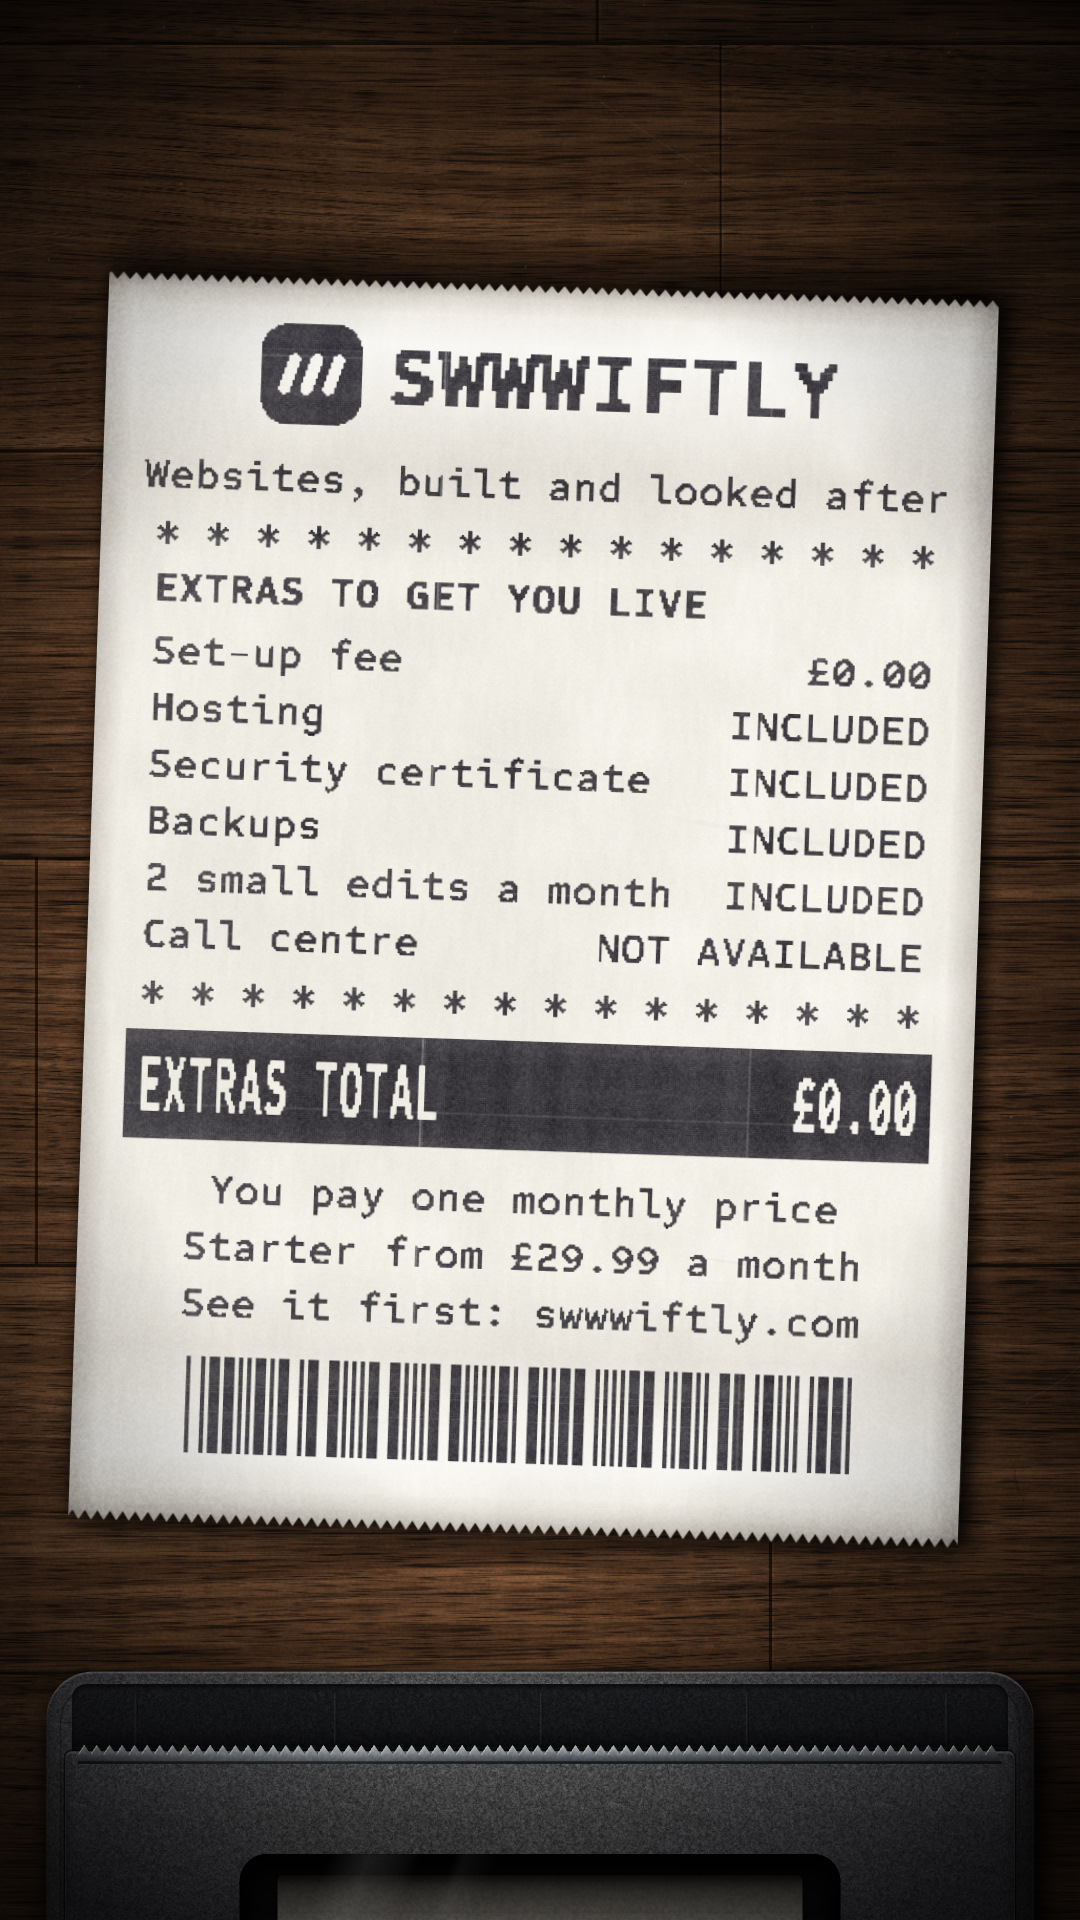 SWWWIFTLY
Websites, built and looked after
* * * * * * * * * * * * * * * *
EXTRAS TO GET YOU LIVE
Set-up fee £0.00
Hosting INCLUDED
Security certificate INCLUDED
Backups INCLUDED
2 small edits a month INCLUDED
Call centre NOT AVAILABLE
* * * * * * * * * * * * * * * *
EXTRAS TOTAL £0.00
You pay one monthly price
Starter from £29.99 a month
See it first: swwwiftly.com